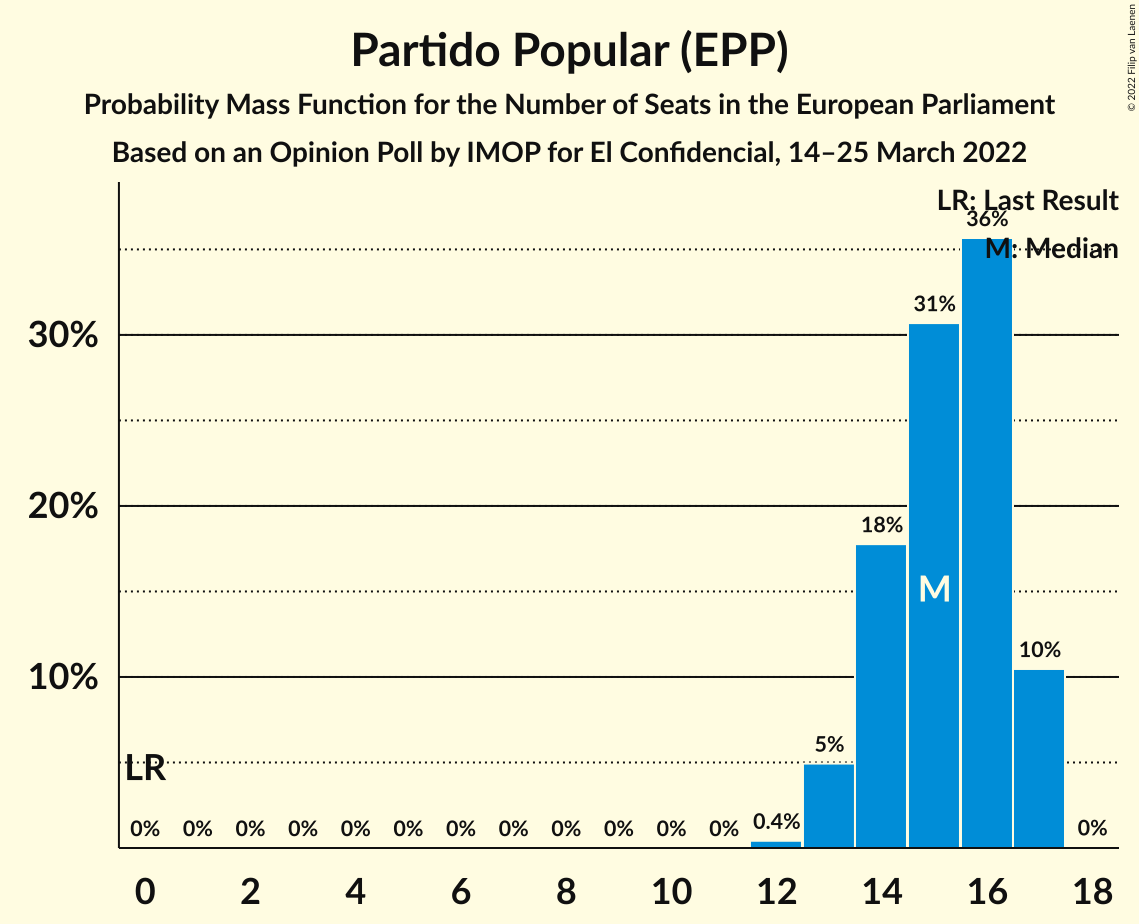 Partido Popular (EPP)
Probability Mass Function for the Number of Seats in the European Parliament
Based on an Opinion Poll by IMOP for El Confidencial, 14–25 March 2022
© 2022 Filip van Laenen
LR: Last Result
M: Median
36%
31%
30%
20%
18%
M
10%
10%
5%
LR
0% 0% 0% 0% 0% 0% 0% 0% 0% 0% 0% 0% 0.4% 0%
0 2 4 6 8 10 12 14 16 18